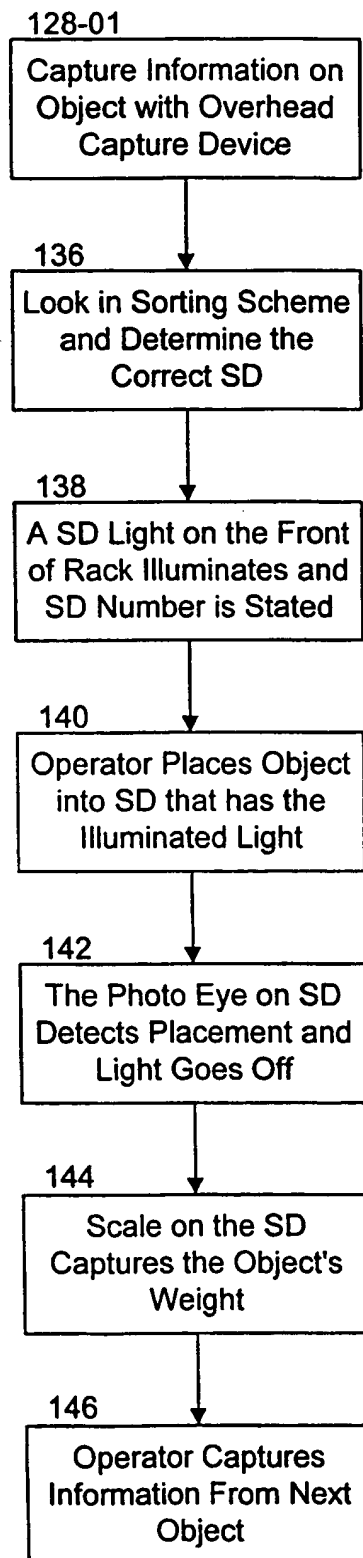 128-01
Capture Information on
Object with Overhead
Capture Device
136
Look in Sorting Scheme
and Determine the
Correct SD
138
A SD Light on the Front
of Rack Illuminates and
SD Number is Stated
140
Operator Places Object
into SD that has the
Illuminated Light
142
The Photo Eye on SD
Detects Placement and
Light Goes Off
144
Scale on the SD
Captures the Object's
Weight
146
Operator Captures
Information From Next
Object